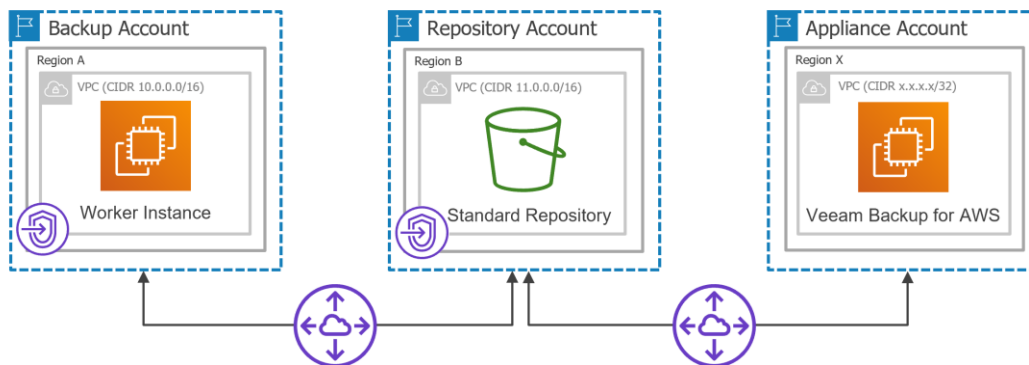 Backup Account
Region A
VPC (CIDR 10.0.0.0/16)
Worker Instance
Repository Account
Region B
VPC (CIDR 11.0.0.0/16)
Standard Repository
Appliance Account
Region X
VPC (CIDR x.x.x.x/32)
Veeam Backup for AWS